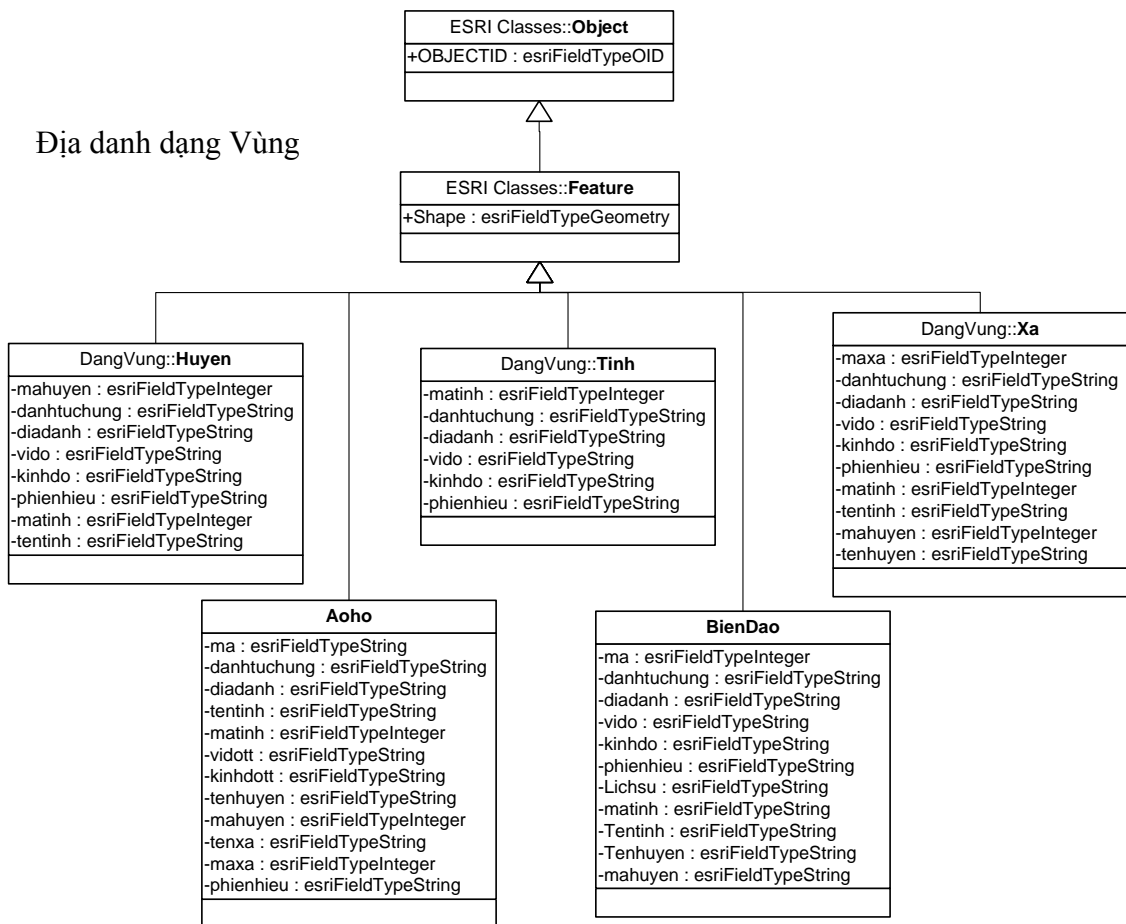 ESRI Classes::Object
+OBJECTID : esriFieldTypeOID
Địa danh dạng Vùng
ESRI Classes::Feature
+Shape : esriFieldTypeGeometry
DangVung::Huyen
-mahuyen : esriFieldTypeInteger
-danhtuchung : esriFieldTypeString
-diadanh : esriFieldTypeString
-vido : esriFieldTypeString
-kinhdo : esriFieldTypeString
-phienhieu : esriFieldTypeString
-matinh : esriFieldTypeInteger
-tentinh : esriFieldTypeString
DangVung::Tinh
-matinh : esriFieldTypeInteger
-danhtuchung : esriFieldTypeString
-diadanh : esriFieldTypeString
-vido : esriFieldTypeString
-kinhdo : esriFieldTypeString
-phienhieu : esriFieldTypeString
DangVung::Xa
-maxa : esriFieldTypeInteger
-danhtuchung : esriFieldTypeString
-diadanh : esriFieldTypeString
-vido : esriFieldTypeString
-kinhdo : esriFieldTypeString
-phienhieu : esriFieldTypeString
-matinh : esriFieldTypeInteger
-tentinh : esriFieldTypeString
-mahuyen : esriFieldTypeInteger
-tenhuyen : esriFieldTypeString
Aoho
-ma : esriFieldTypeString
-danhtuchung : esriFieldTypeString
-diadanh : esriFieldTypeString
-tentinh : esriFieldTypeString
-matinh : esriFieldTypeInteger
-vidott : esriFieldTypeString
-kinhdott : esriFieldTypeString
-tenhuyen : esriFieldTypeString
-mahuyen : esriFieldTypeInteger
-tenxa : esriFieldTypeString
-maxa : esriFieldTypeInteger
-phienhieu : esriFieldTypeString
BienDao
-ma : esriFieldTypeInteger
-danhtuchung : esriFieldTypeString
-diadanh : esriFieldTypeString
-vido : esriFieldTypeString
-kinhdo : esriFieldTypeString
-phienhieu : esriFieldTypeString
-Lichsu : esriFieldTypeString
-matinh : esriFieldTypeString
-Tentinh : esriFieldTypeString
-Tenhuyen : esriFieldTypeString
-mahuyen : esriFieldTypeString